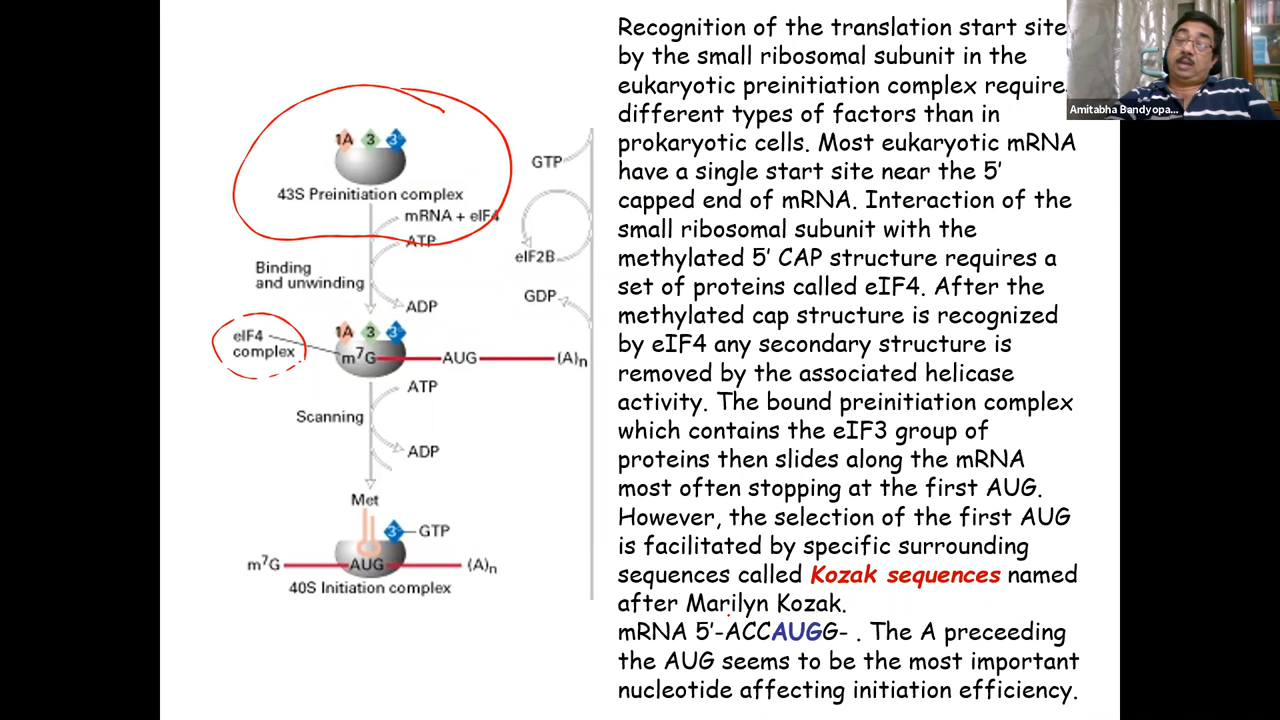 1A 3 3
43S Preinitiation complex
mRNA + eIF4
ATP
Binding
and unwinding
ADP
GTP
eIF2B
GDP
eIF4
complex
1A 3 3
m7G AUG (A)n
ATP
Scanning
ADP
Met
3 GTP
m7G AUG (A)n
40S Initiation complex
Recognition of the translation start site
by the small ribosomal subunit in the
eukaryotic preinitiation complex require
different types of factors than in
prokaryotic cells. Most eukaryotic mRNA
have a single start site near the 5’
capped end of mRNA. Interaction of the
small ribosomal subunit with the
methylated 5’ CAP structure requires a
set of proteins called eIF4. After the
methylated cap structure is recognized
by eIF4 any secondary structure is
removed by the associated helicase
activity. The bound preinitiation complex
which contains the eIF3 group of
proteins then slides along the mRNA
most often stopping at the first AUG.
However, the selection of the first AUG
is facilitated by specific surrounding
sequences called Kozak sequences named
after Marilyn Kozak.
mRNA 5’-ACCAUGG- . The A preceeding
the AUG seems to be the most important
nucleotide affecting initiation efficiency.
Amitabha Bandyopa...